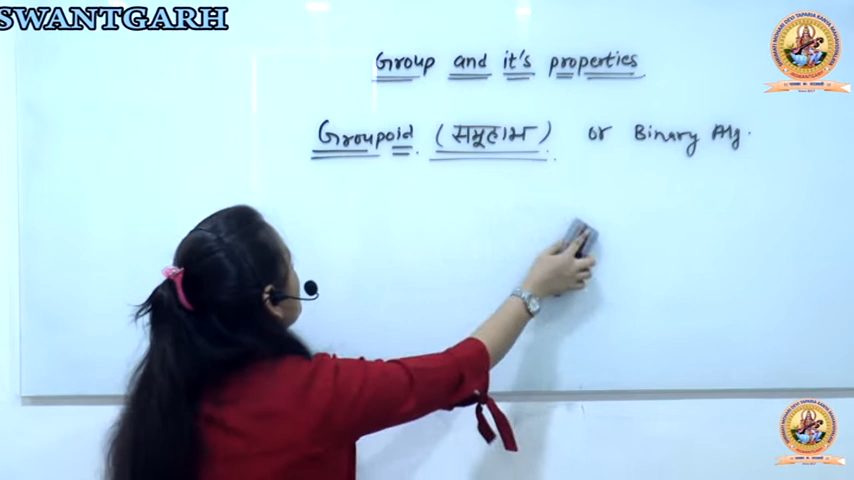 SWANTGARH
Group and it's properties
Groupoid (समूहाभ) or Binary Alg.